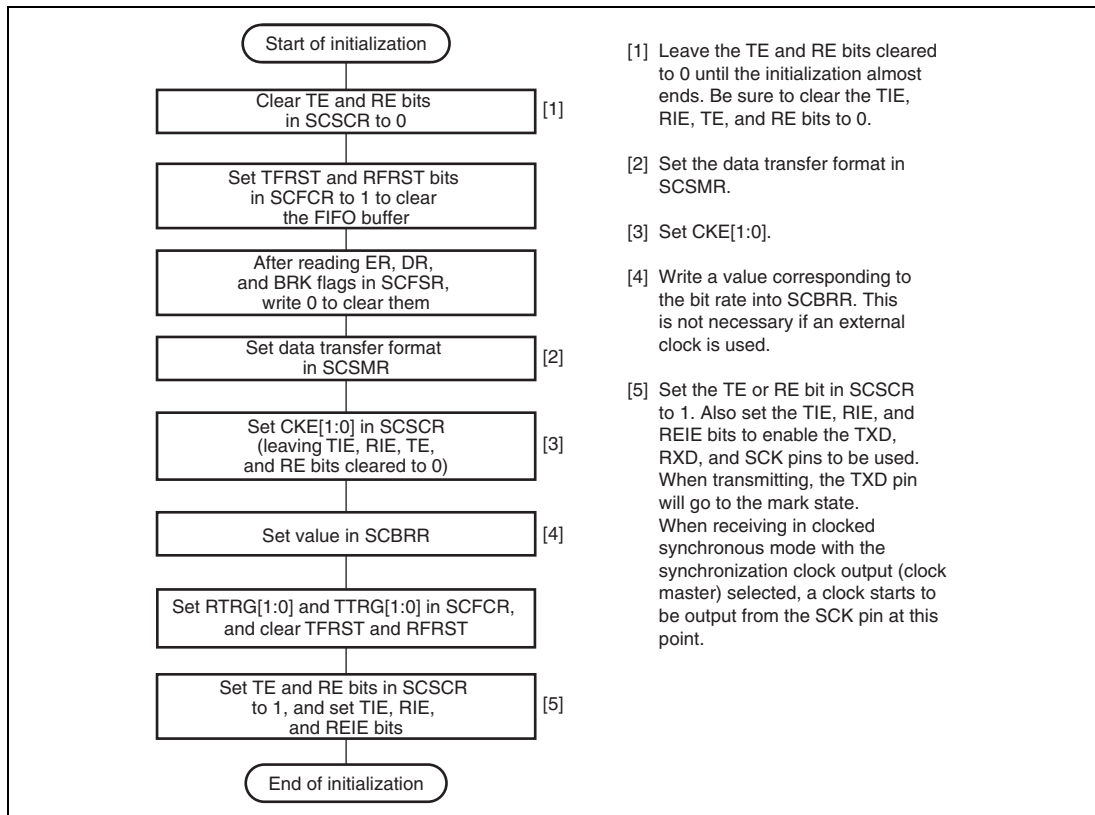 Start of initialization
Clear TE and RE bits
in SCSCR to 0
[1]
Set TFRST and RFRST bits
in SCFCR to 1 to clear
the FIFO buffer
After reading ER, DR,
and BRK flags in SCFSR,
write 0 to clear them
Set data transfer format
in SCSMR
[2]
Set CKE[1:0] in SCSCR
(leaving TIE, RIE, TE,
and RE bits cleared to 0)
[3]
Set value in SCBRR
[4]
Set RTRG[1:0] and TTRG[1:0] in SCFCR,
and clear TFRST and RFRST
Set TE and RE bits in SCSCR
to 1, and set TIE, RIE,
and REIE bits
[5]
End of initialization
[1] Leave the TE and RE bits cleared
to 0 until the initialization almost
ends. Be sure to clear the TIE,
RIE, TE, and RE bits to 0.
[2] Set the data transfer format in
SCSMR.
[3] Set CKE[1:0].
[4] Write a value corresponding to
the bit rate into SCBRR. This
is not necessary if an external
clock is used.
[5] Set the TE or RE bit in SCSCR
to 1. Also set the TIE, RIE, and
REIE bits to enable the TXD,
RXD, and SCK pins to be used.
When transmitting, the TXD pin
will go to the mark state.
When receiving in clocked
synchronous mode with the
synchronization clock output (clock
master) selected, a clock starts to
be output from the SCK pin at this
point.